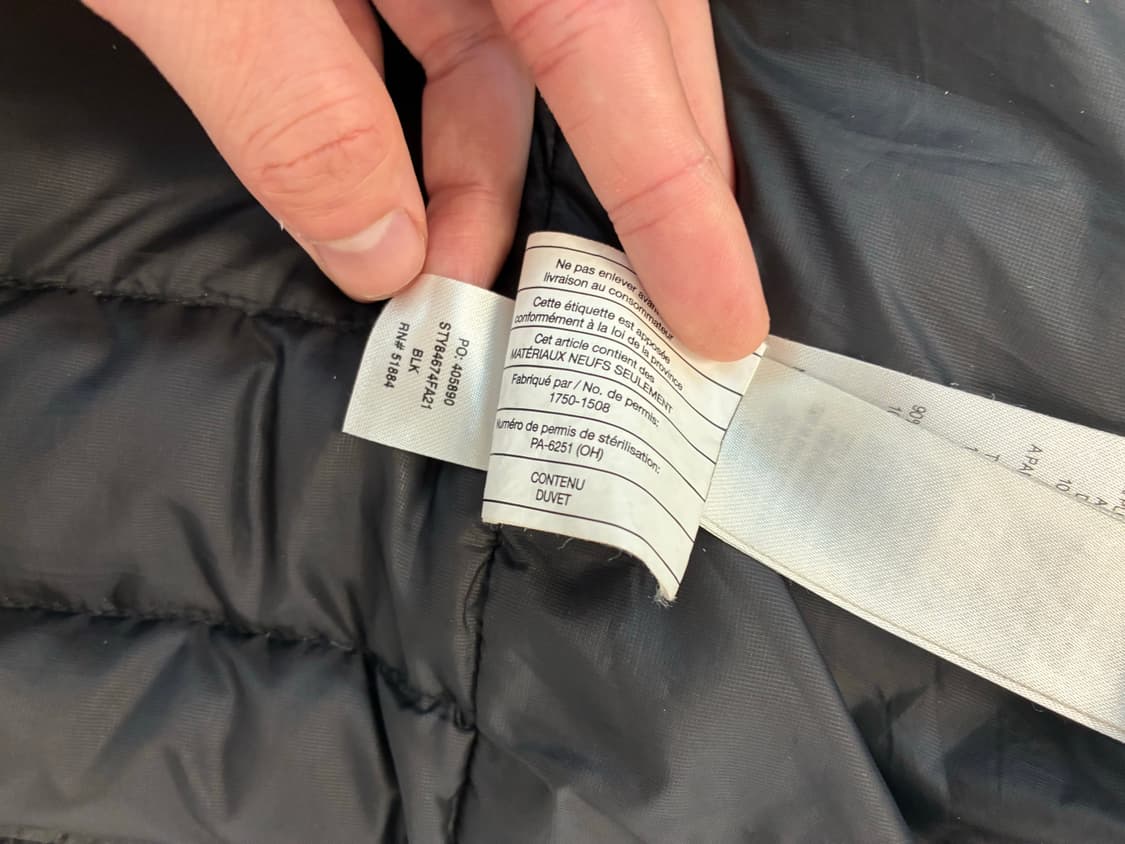 Ne pas enlever avant
livraison au consommateur
Cette étiquette est apposée
conformément à la loi de la province
Cet article contient des
MATÉRIAUX NEUFS SEULEMENT
Fabriqué par / No. de permis:
1750-1508
Numéro de permis de stérilisation:
PA-6251 (OH)
CONTENU
DUVET
PO: 405890
STY84674FA21
BLK
RN# 51884